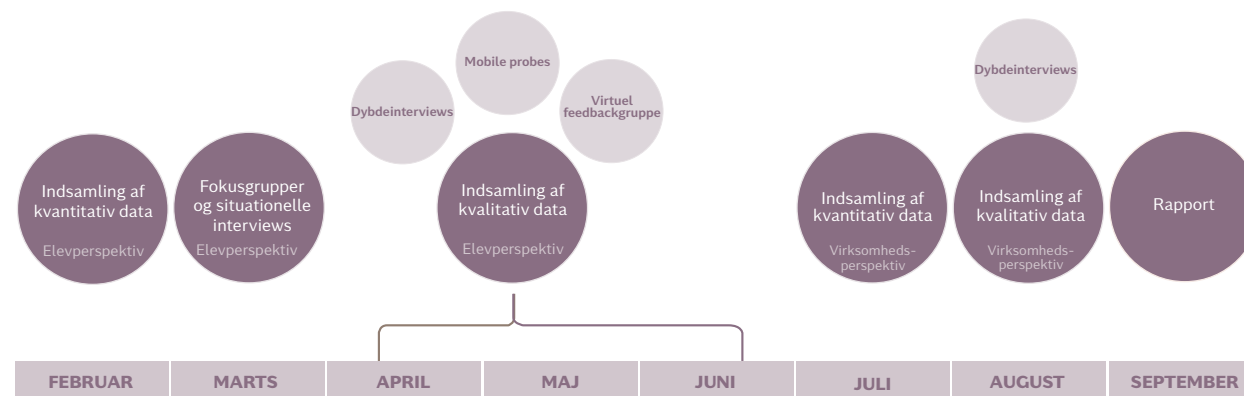 Mobile probes
Dybdeinterviews
Virtuel
feedbackgruppe
Dybdeinterviews
Indsamling af
kvantitativ data
Elevperspektiv
Fokusgrupper
og situationelle
interviews
Elevperspektiv
Indsamling af
kvalitativ data
Elevperspektiv
Indsamling af
kvantitativ data
Virksomheds-
perspektiv
Indsamling af
kvalitativ data
Virksomheds-
perspektiv
Rapport
FEBRUAR
MARTS
APRIL
MAJ
JUNI
JULI
AUGUST
SEPTEMBER